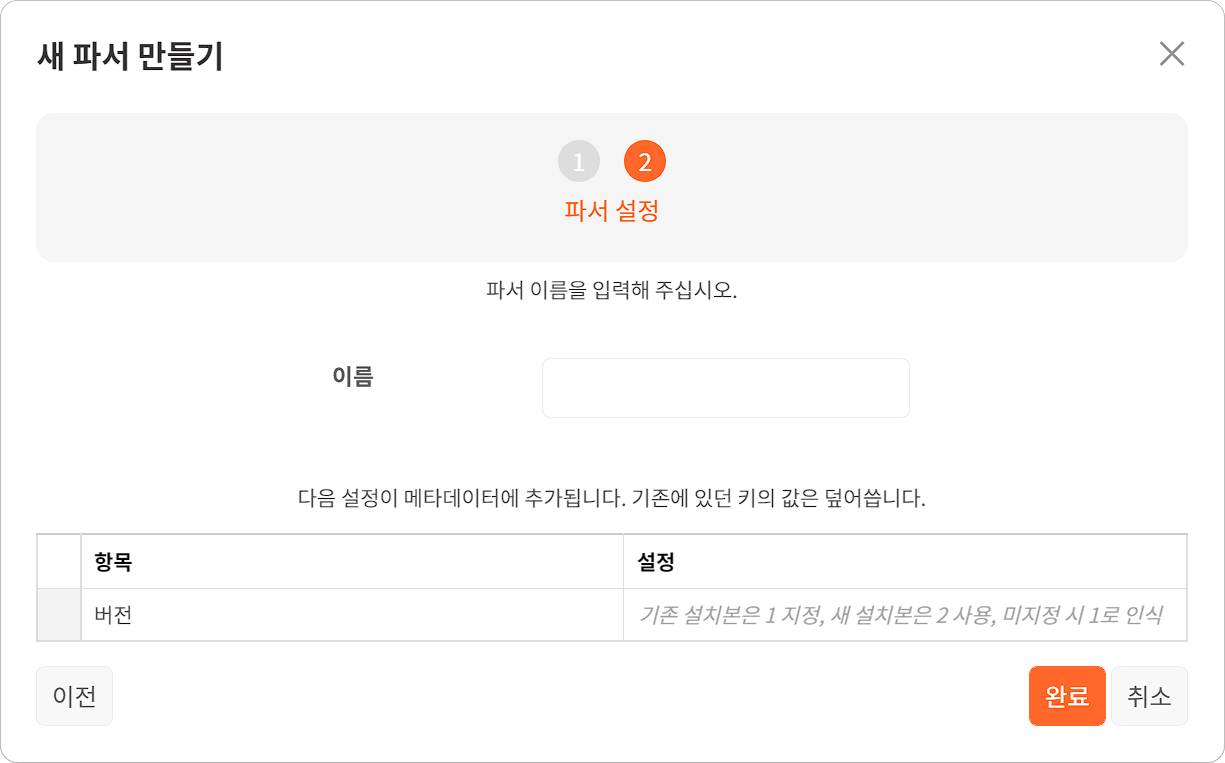 새 파서 만들기
1 2
파서 설정
파서 이름을 입력해 주십시오.
이름
다음 설정이 메타데이터에 추가됩니다. 기존에 있던 키의 값은 덮어씁니다.
항목 설정
버전 기존 설치본은 1 지정, 새 설치본은 2 사용, 미지정 시 1로 인식
이전 완료 취소